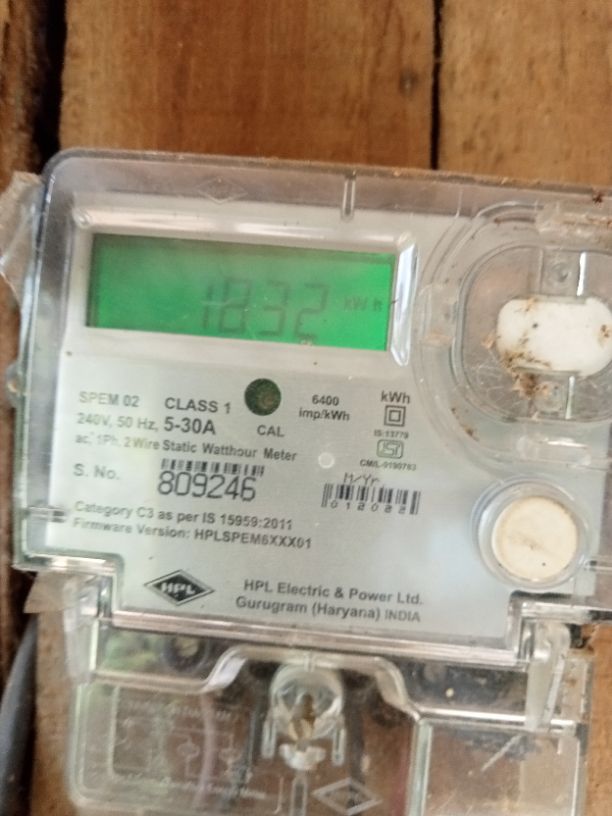 1832 kWh
SPEM 02 CLASS 1
240V, 50 Hz, 5-30A
ac, 1Ph, 2 Wire Static Watthour Meter
CAL
6400
imp/kWh
kWh
IS:13779
CM/L-0190783
S. No.
809246
M/Yr
Category C3 as per IS 15959:2011
Firmware Version: HPLSPEM6XXX01
HPL
HPL Electric & Power Ltd.
Gurugram (Haryana) INDIA